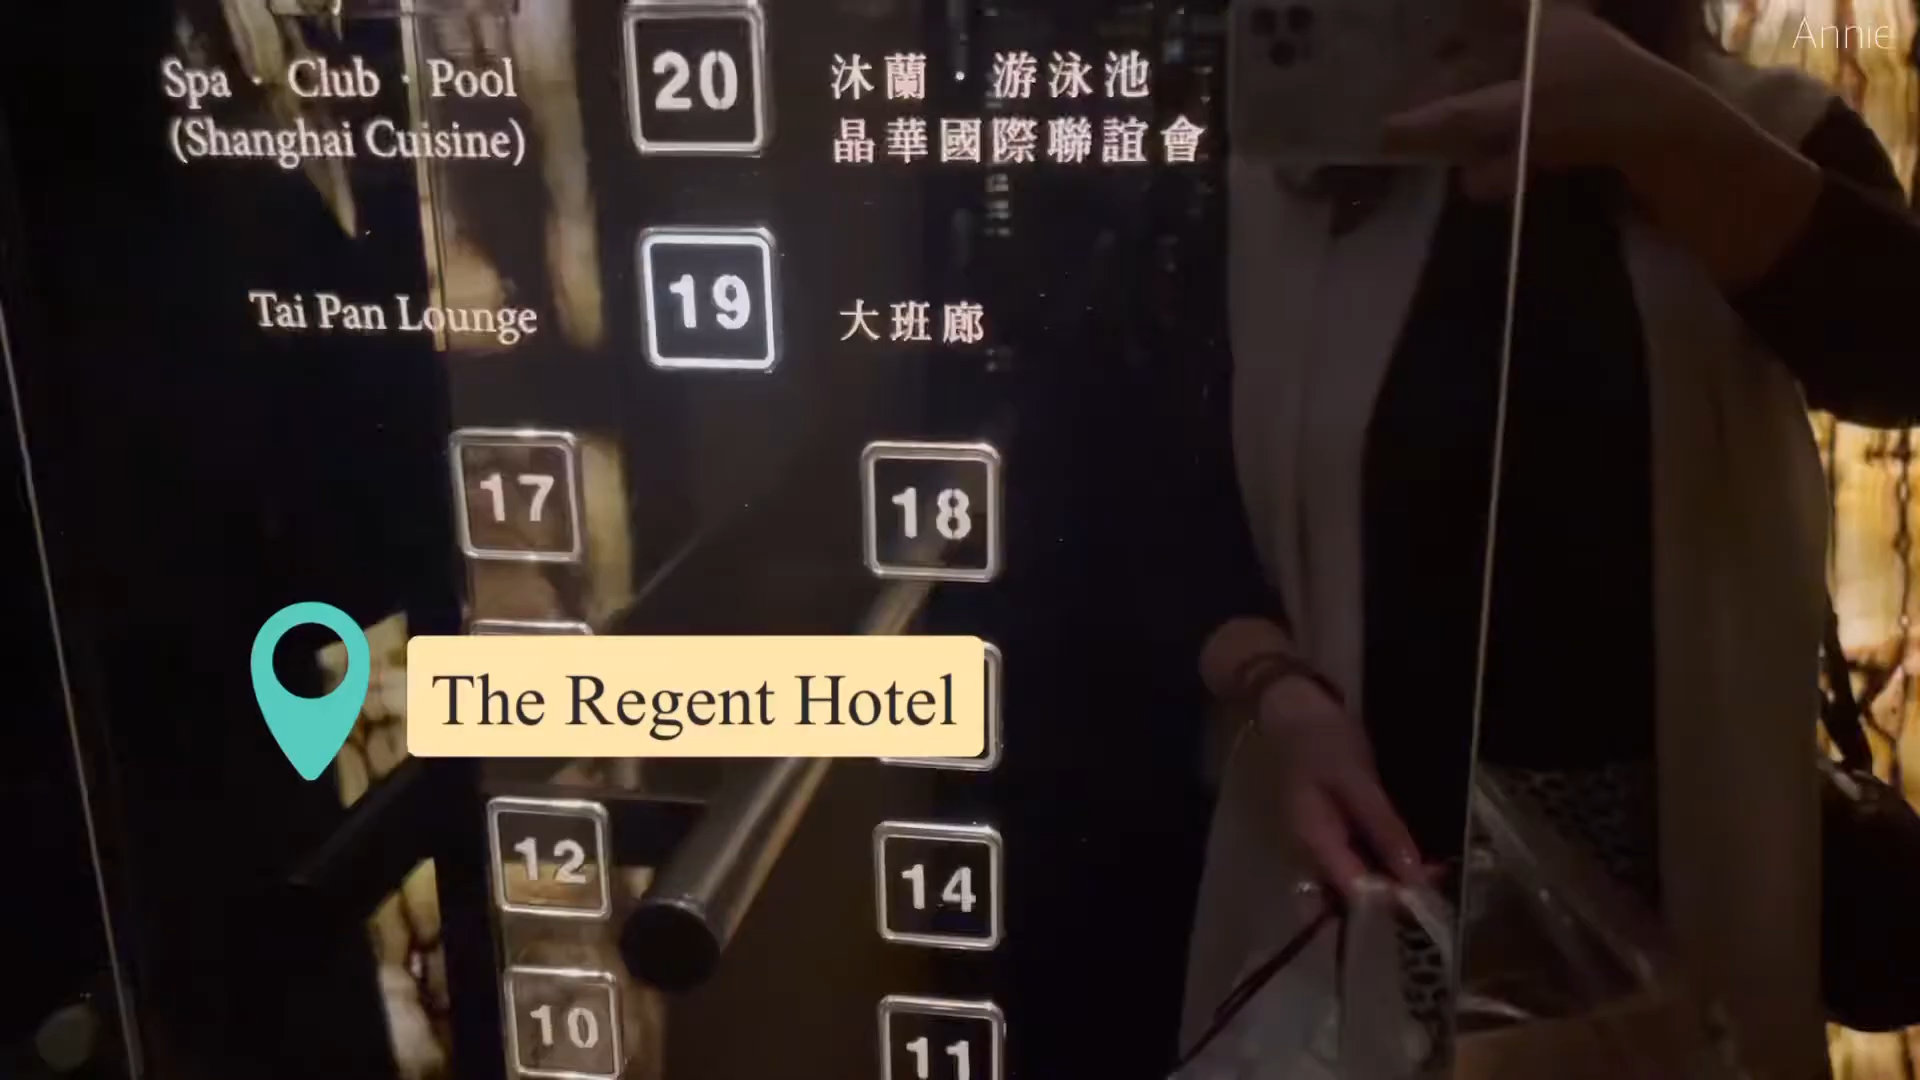 Annie
Spa · Club · Pool
(Shanghai Cuisine)
20
沐蘭·游泳池
晶華國際聯誼會
Tai Pan Lounge
19
大班廊
17
18
The Regent Hotel
12
14
10
11